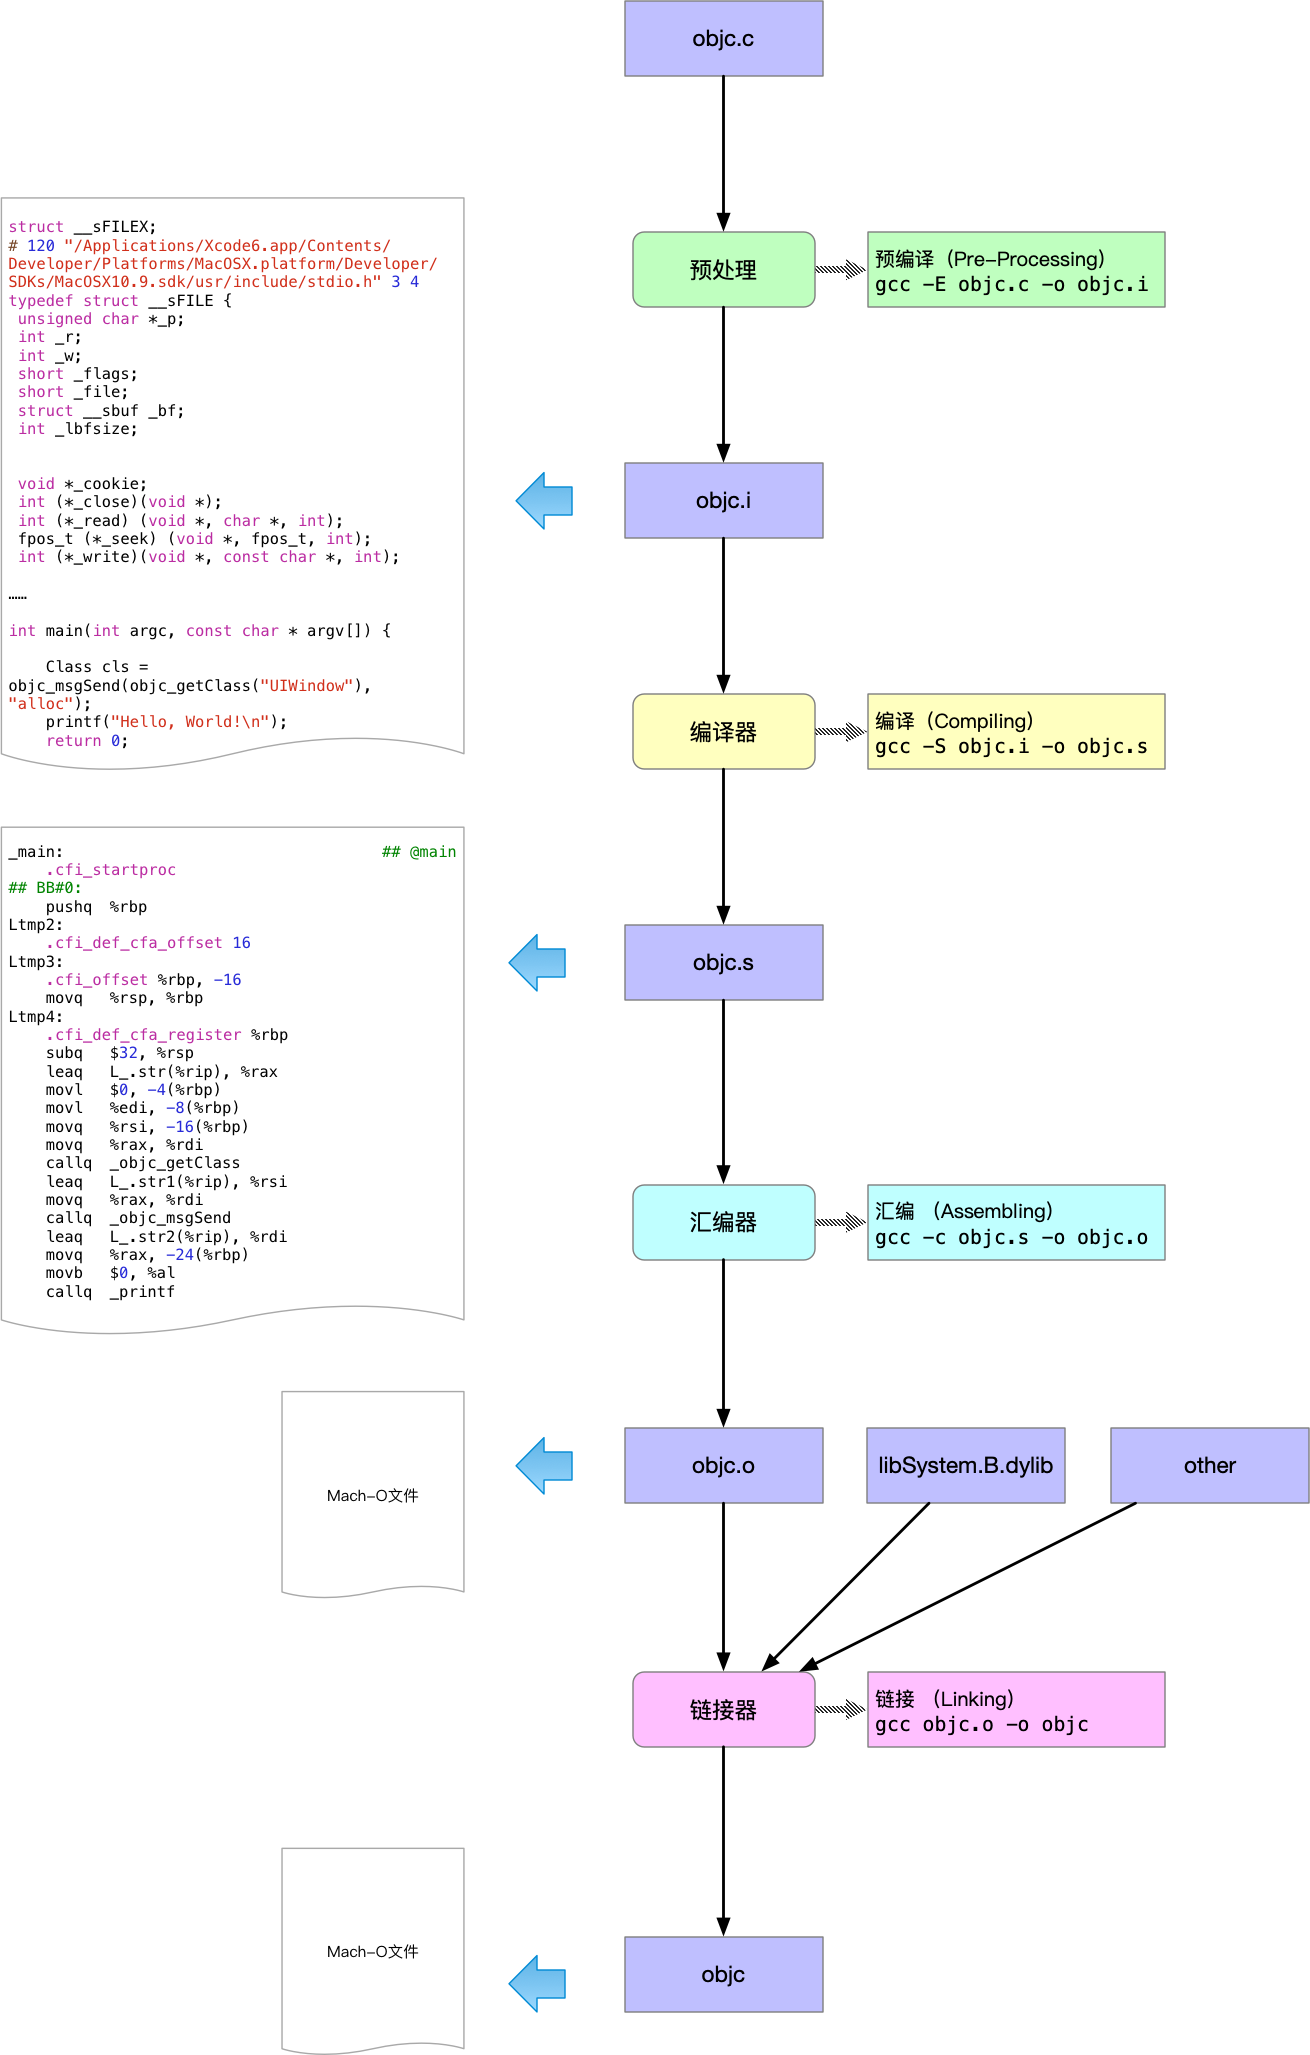 objc.c
预处理
预编译（Pre-Processing）
gcc -E objc.c -o objc.i
struct __sFILEX;
# 120 "/Applications/Xcode6.app/Contents/
Developer/Platforms/MacOSX.platform/Developer/
SDKs/MacOSX10.9.sdk/usr/include/stdio.h" 3 4
typedef struct __sFILE {
 unsigned char *_p;
 int _r;
 int _w;
 short _flags;
 short _file;
 struct __sbuf _bf;
 int _lbfsize;
 void *_cookie;
 int (*_close)(void *);
 int (*_read) (void *, char *, int);
 fpos_t (*_seek) (void *, fpos_t, int);
 int (*_write)(void *, const char *, int);
……
int main(int argc, const char * argv[]) {
    Class cls =
objc_msgSend(objc_getClass("UIWindow"),
"alloc");
    printf("Hello, World!\n");
    return 0;
objc.i
编译器
编译（Compiling）
gcc -S objc.i -o objc.s
_main:                                  ## @main
    .cfi_startproc
## BB#0:
    pushq  %rbp
Ltmp2:
    .cfi_def_cfa_offset 16
Ltmp3:
    .cfi_offset %rbp, -16
    movq   %rsp, %rbp
Ltmp4:
    .cfi_def_cfa_register %rbp
    subq   $32, %rsp
    leaq   L_.str(%rip), %rax
    movl   $0, -4(%rbp)
    movl   %edi, -8(%rbp)
    movq   %rsi, -16(%rbp)
    movq   %rax, %rdi
    callq  _objc_getClass
    leaq   L_.str1(%rip), %rsi
    movq   %rax, %rdi
    callq  _objc_msgSend
    leaq   L_.str2(%rip), %rdi
    movq   %rax, -24(%rbp)
    movb   $0, %al
    callq  _printf
objc.s
汇编器
汇编 （Assembling）
gcc -c objc.s -o objc.o
Mach-O文件
objc.o
libSystem.B.dylib
other
链接器
链接 （Linking）
gcc objc.o -o objc
Mach-O文件
objc